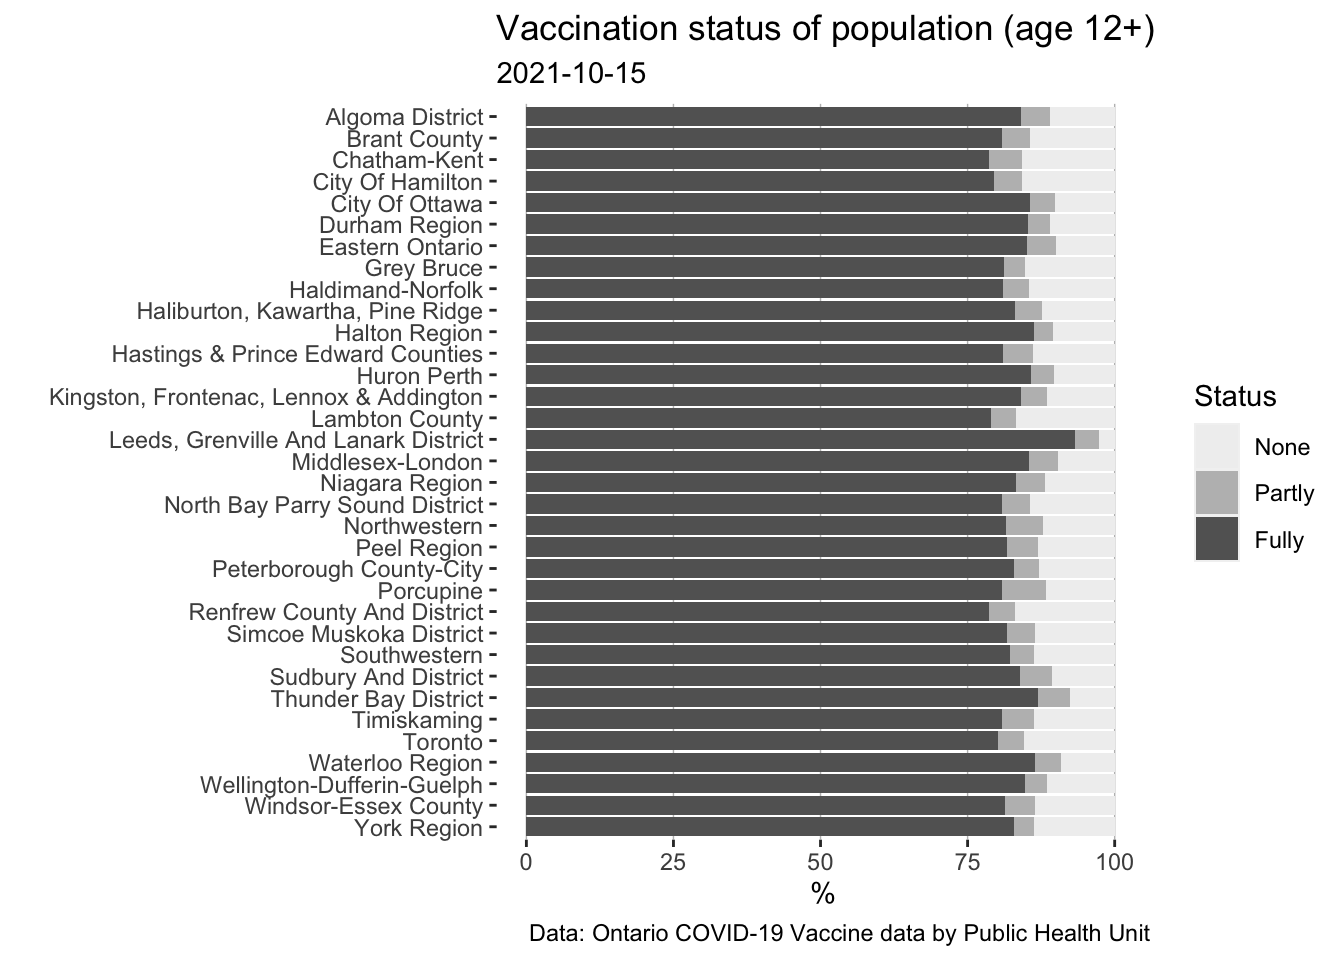 Vaccination status of population (age 12+)
2021-10-15
Algoma District
Brant County
Chatham-Kent
City Of Hamilton
City Of Ottawa
Durham Region
Eastern Ontario
Grey Bruce
Haldimand-Norfolk
Haliburton, Kawartha, Pine Ridge
Halton Region
Hastings & Prince Edward Counties
Huron Perth
Kingston, Frontenac, Lennox & Addington
Lambton County
Leeds, Grenville And Lanark District
Middlesex-London
Niagara Region
North Bay Parry Sound District
Northwestern
Peel Region
Peterborough County-City
Porcupine
Renfrew County And District
Simcoe Muskoka District
Southwestern
Sudbury And District
Thunder Bay District
Timiskaming
Toronto
Waterloo Region
Wellington-Dufferin-Guelph
Windsor-Essex County
York Region
0 25 50 75 100
%
Status
None
Partly
Fully
Data: Ontario COVID-19 Vaccine data by Public Health Unit